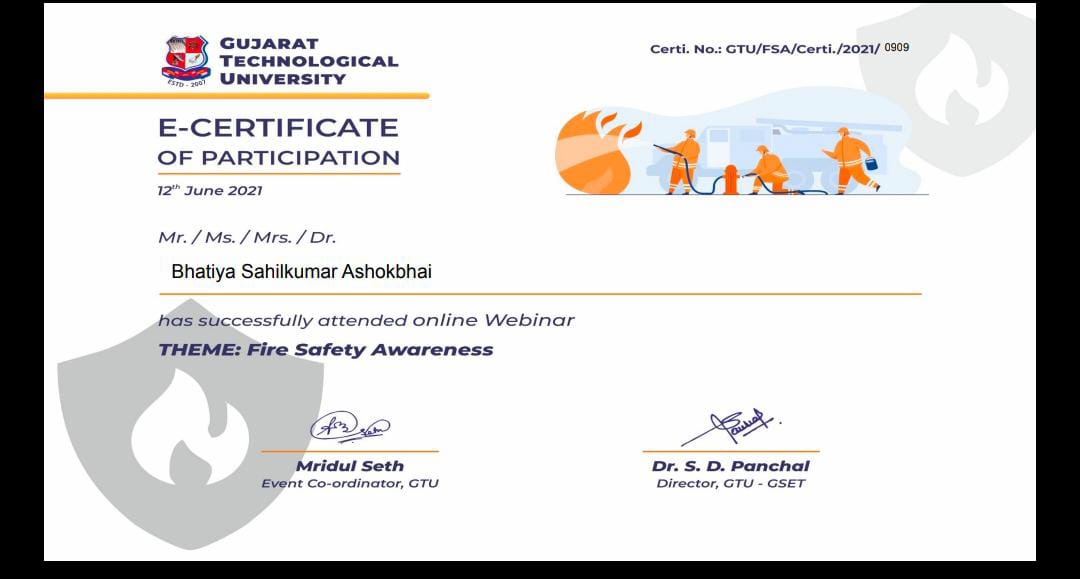 GUJARAT
TECHNOLOGICAL
UNIVERSITY
ESTD - 2007
Certi. No.: GTU/FSA/Certi./2021/ 0909
E-CERTIFICATE
OF PARTICIPATION
12th June 2021
Mr. / Ms. / Mrs. / Dr.
Bhatiya Sahilkumar Ashokbhai
has successfully attended online Webinar
THEME: Fire Safety Awareness
Mridul Seth
Event Co-ordinator, GTU
Dr. S. D. Panchal
Director, GTU - GSET